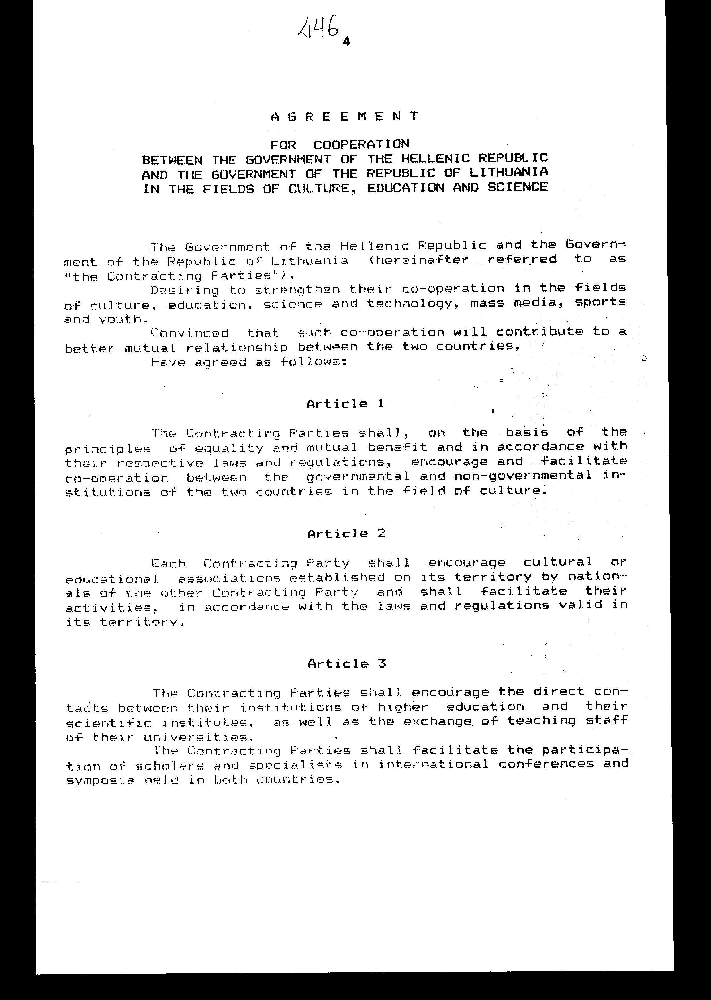 446
4
A G R E E M E N T
FOR COOPERATION
BETWEEN THE GOVERNMENT OF THE HELLENIC REPUBLIC
AND THE GOVERNMENT OF THE REPUBLIC OF LITHUANIA
IN THE FIELDS OF CULTURE, EDUCATION AND SCIENCE
The Government of the Hellenic Republic and the Govern-
ment of the Republic of Lithuania (hereinafter referred to as
"the Contracting Parties"),
Desiring to strengthen their co-operation in the fields
of culture, education, science and technology, mass media, sports
and youth,
Convinced that such co-operation will contribute to a
better mutual relationship between the two countries,
Have agreed as follows:
Article 1
The Contracting Parties shall, on the basis of the
principles of equality and mutual benefit and in accordance with
their respective laws and regulations, encourage and facilitate
co-operation between the governmental and non-governmental in-
stitutions of the two countries in the field of culture.
Article 2
Each Contracting Party shall encourage cultural or
educational associations established on its territory by nation-
als of the other Contracting Party and shall facilitate their
activities, in accordance with the laws and regulations valid in
its territory.
Article 3
The Contracting Parties shall encourage the direct con-
tacts between their institutions of higher education and their
scientific institutes, as well as the exchange of teaching staff
of their universities.
The Contracting Parties shall facilitate the participa-
tion of scholars and specialists in international conferences and
symposia held in both countries.